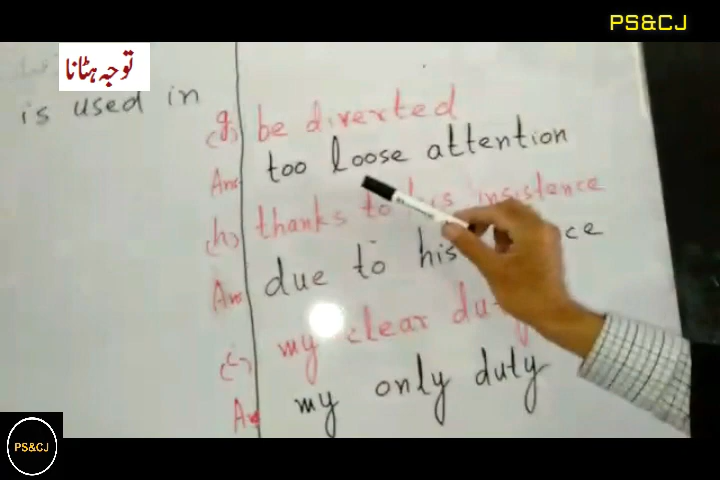 PS&CJ
توجہ ہٹانا
is used in
(g) be diverted
Ans too loose attention
(h) thanks to his insistence
Ans due to his ce
(i) my clear duty
Ans my only duty
PS&CJ